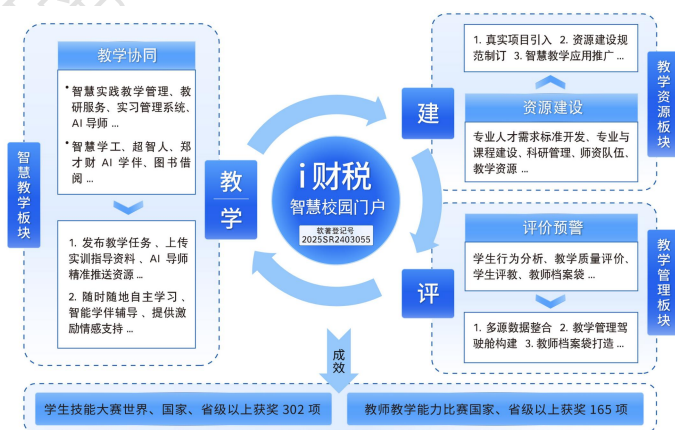 教学协同
•智慧实践教学管理、教
研服务、实习管理系统、
AI 导师 ...
•智慧学工、超智人、郑
才财 AI 学伴、图书借
阅 ...
智慧教学板块
1. 发布教学任务 、上传
实训指导资料 、AI 导师
精准推送资源 ...
2. 随时随地自主学习 、
智能学伴辅导 、提供激
励情感支持 ...
教
学
i 财税
智慧校园门户
软著登记号
2025SR2403055
建
1. 真实项目引入 2. 资源建设规
范制订 3. 智慧教学应用推广 ...
资源建设
专业人才需求标准开发、专业与
课程建设、科研管理、师资队伍、
教学资源 ...
教学资源板块
评
评价预警
学生行为分析、教学质量评价、
学生评教、教师档案袋 ...
1. 多源数据整合 2. 教学管理驾
驶舱构建 3. 教师档案袋打造 ...
教学管理板块
成效
学生技能大赛世界、国家、省级以上获奖 302 项
教师教学能力比赛国家、省级以上获奖 165 项